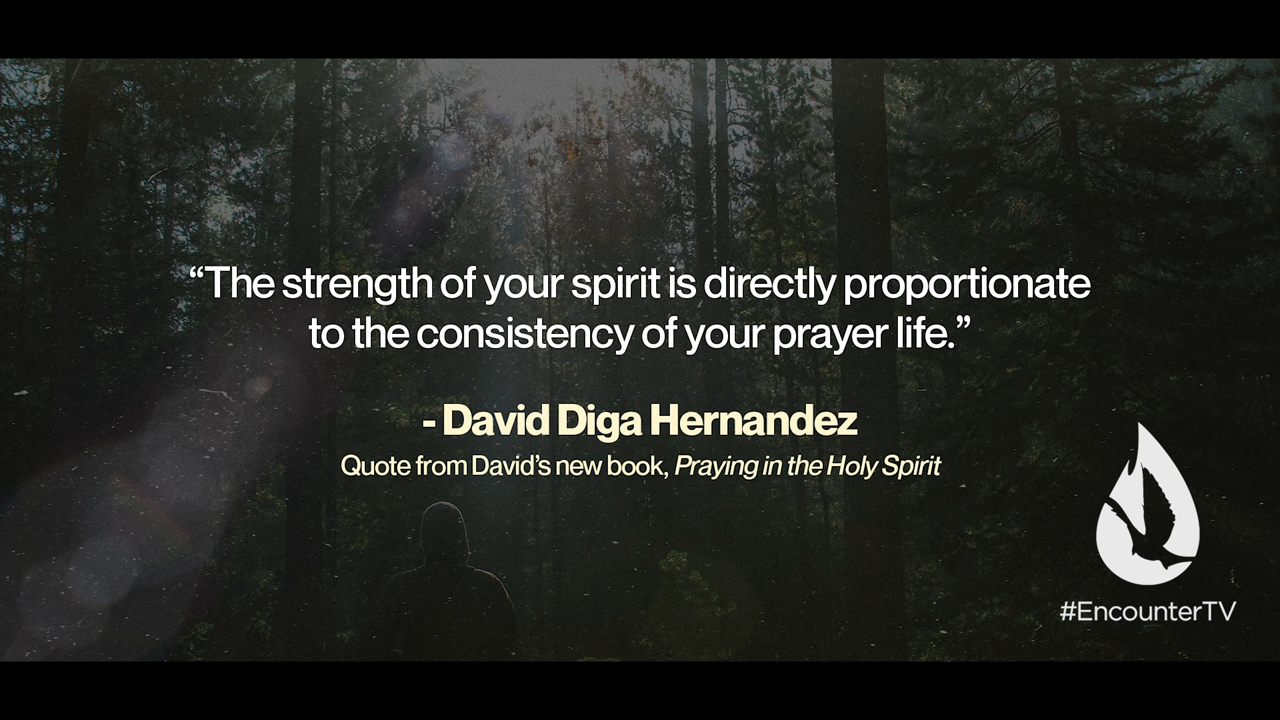 “The strength of your spirit is directly proportionate
to the consistency of your prayer life.”
- David Diga Hernandez
Quote from David’s new book, Praying in the Holy Spirit
#EncounterTV